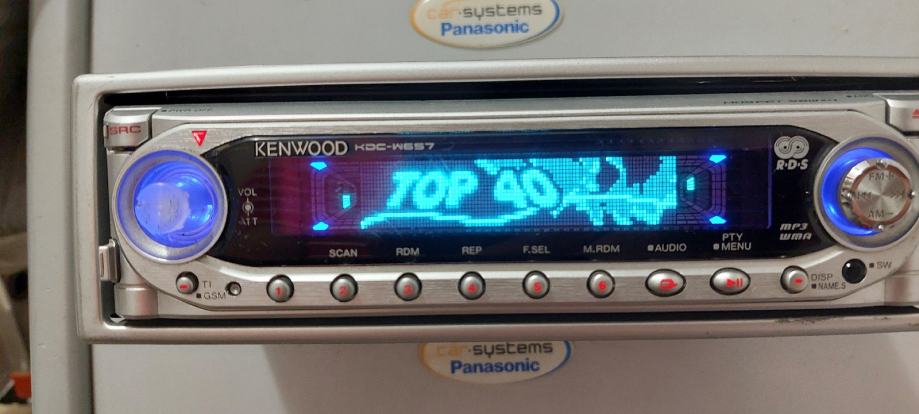 car·systems
Panasonic
SRC
KENWOOD KDC-W657
R·D·S
VOL
ATT
TOP 40
FM+
AM-
MP3
WMA
SCAN RDM REP F.SEL M.RDM ■AUDIO PTY
■MENU
TI
■GSM
1 2 3 4 5 6
DISP
■NAME.S
■SW
car·systems
Panasonic